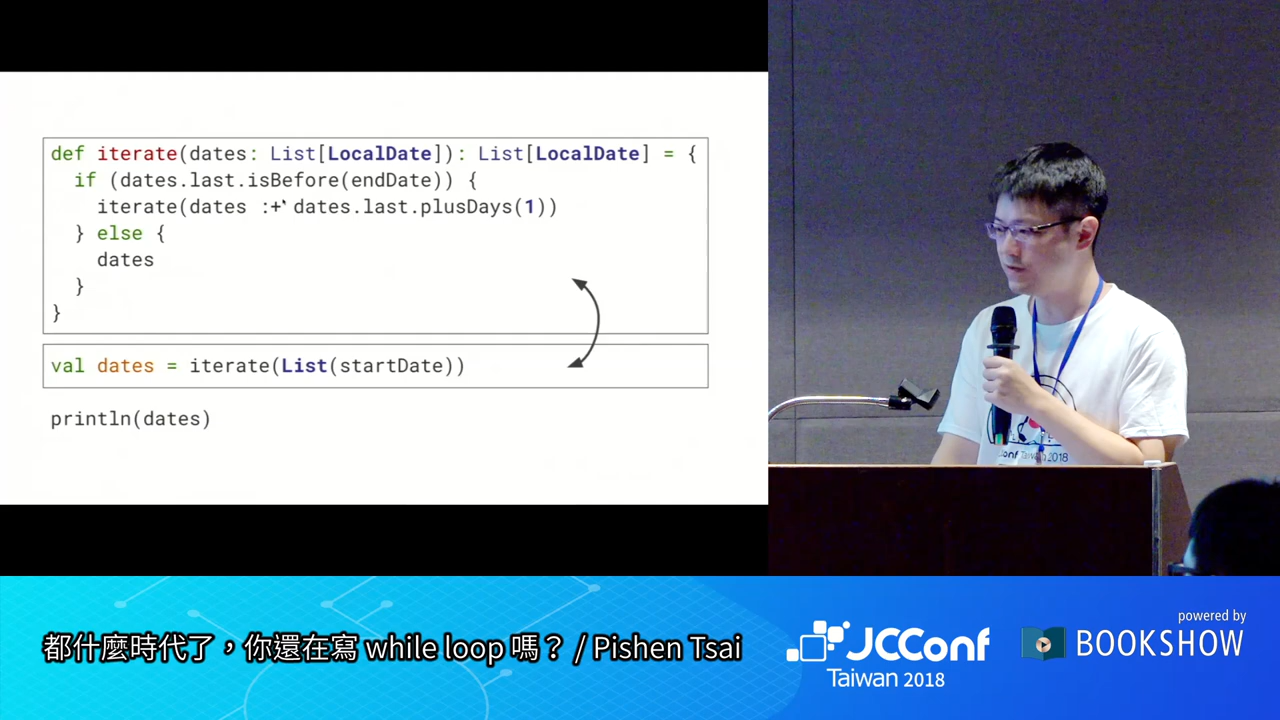 def iterate(dates: List[LocalDate]): List[LocalDate] = {
if (dates.last.isBefore(endDate)) {
iterate(dates :+ dates.last.plusDays(1))
} else {
dates
}
}
val dates = iterate(List(startDate))
println(dates)
Conf Taiwan 2018
都什麼時代了，你還在寫 while loop 嗎？ / Pishen Tsai
JCConf
Taiwan 2018
powered by
BOOKSHOW